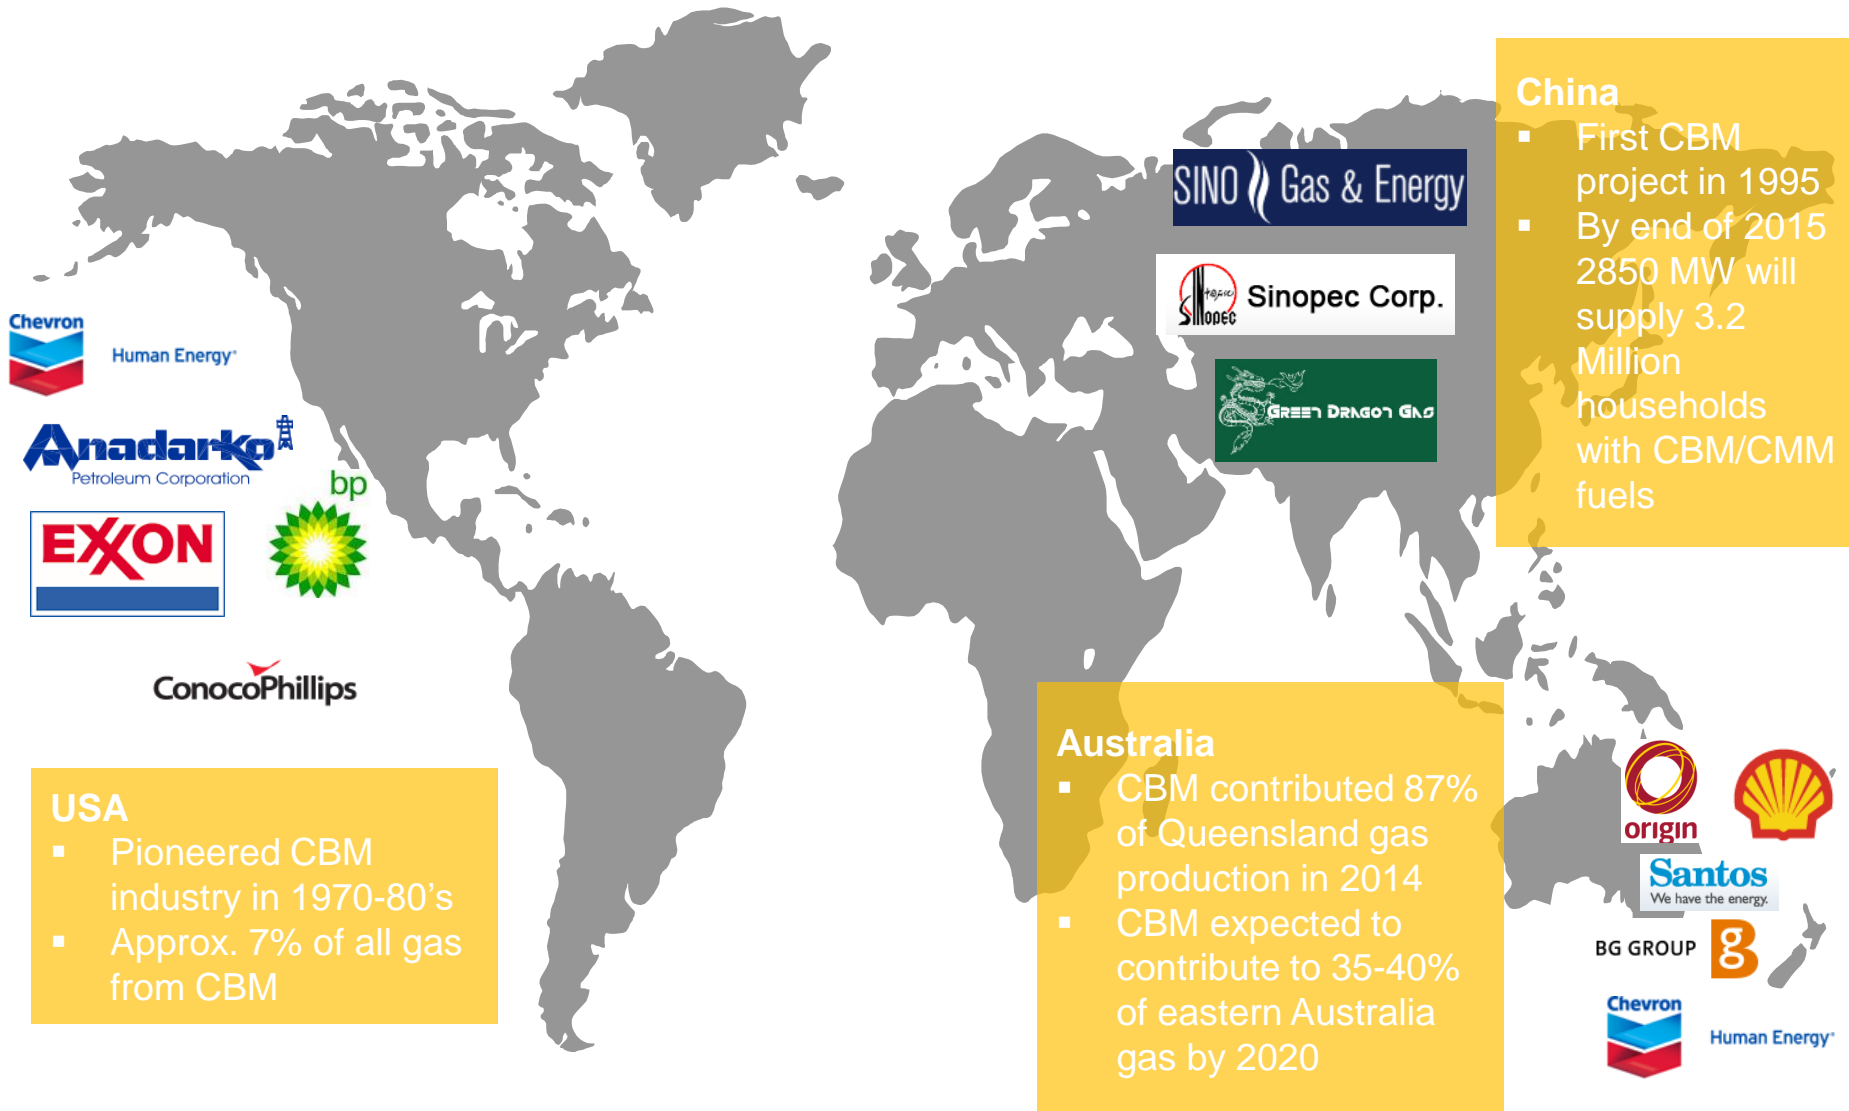 China
▪ First CBM
project in 1995
▪ By end of 2015
2850 MW will
supply 3.2
Million
households
with CBM/CMM
fuels
SINO Gas & Energy
SINOPEC
Sinopec Corp.
GREEN DRAGON GAS
Chevron
Human Energy®
Anadarko
Petroleum Corporation
bp
EXXON
ConocoPhillips
USA
▪ Pioneered CBM
industry in 1970-80’s
▪ Approx. 7% of all gas
from CBM
Australia
▪ CBM contributed 87%
of Queensland gas
production in 2014
▪ CBM expected to
contribute to 35-40%
of eastern Australia
gas by 2020
origin
Santos
We have the energy.
BG GROUP
Chevron
Human Energy®